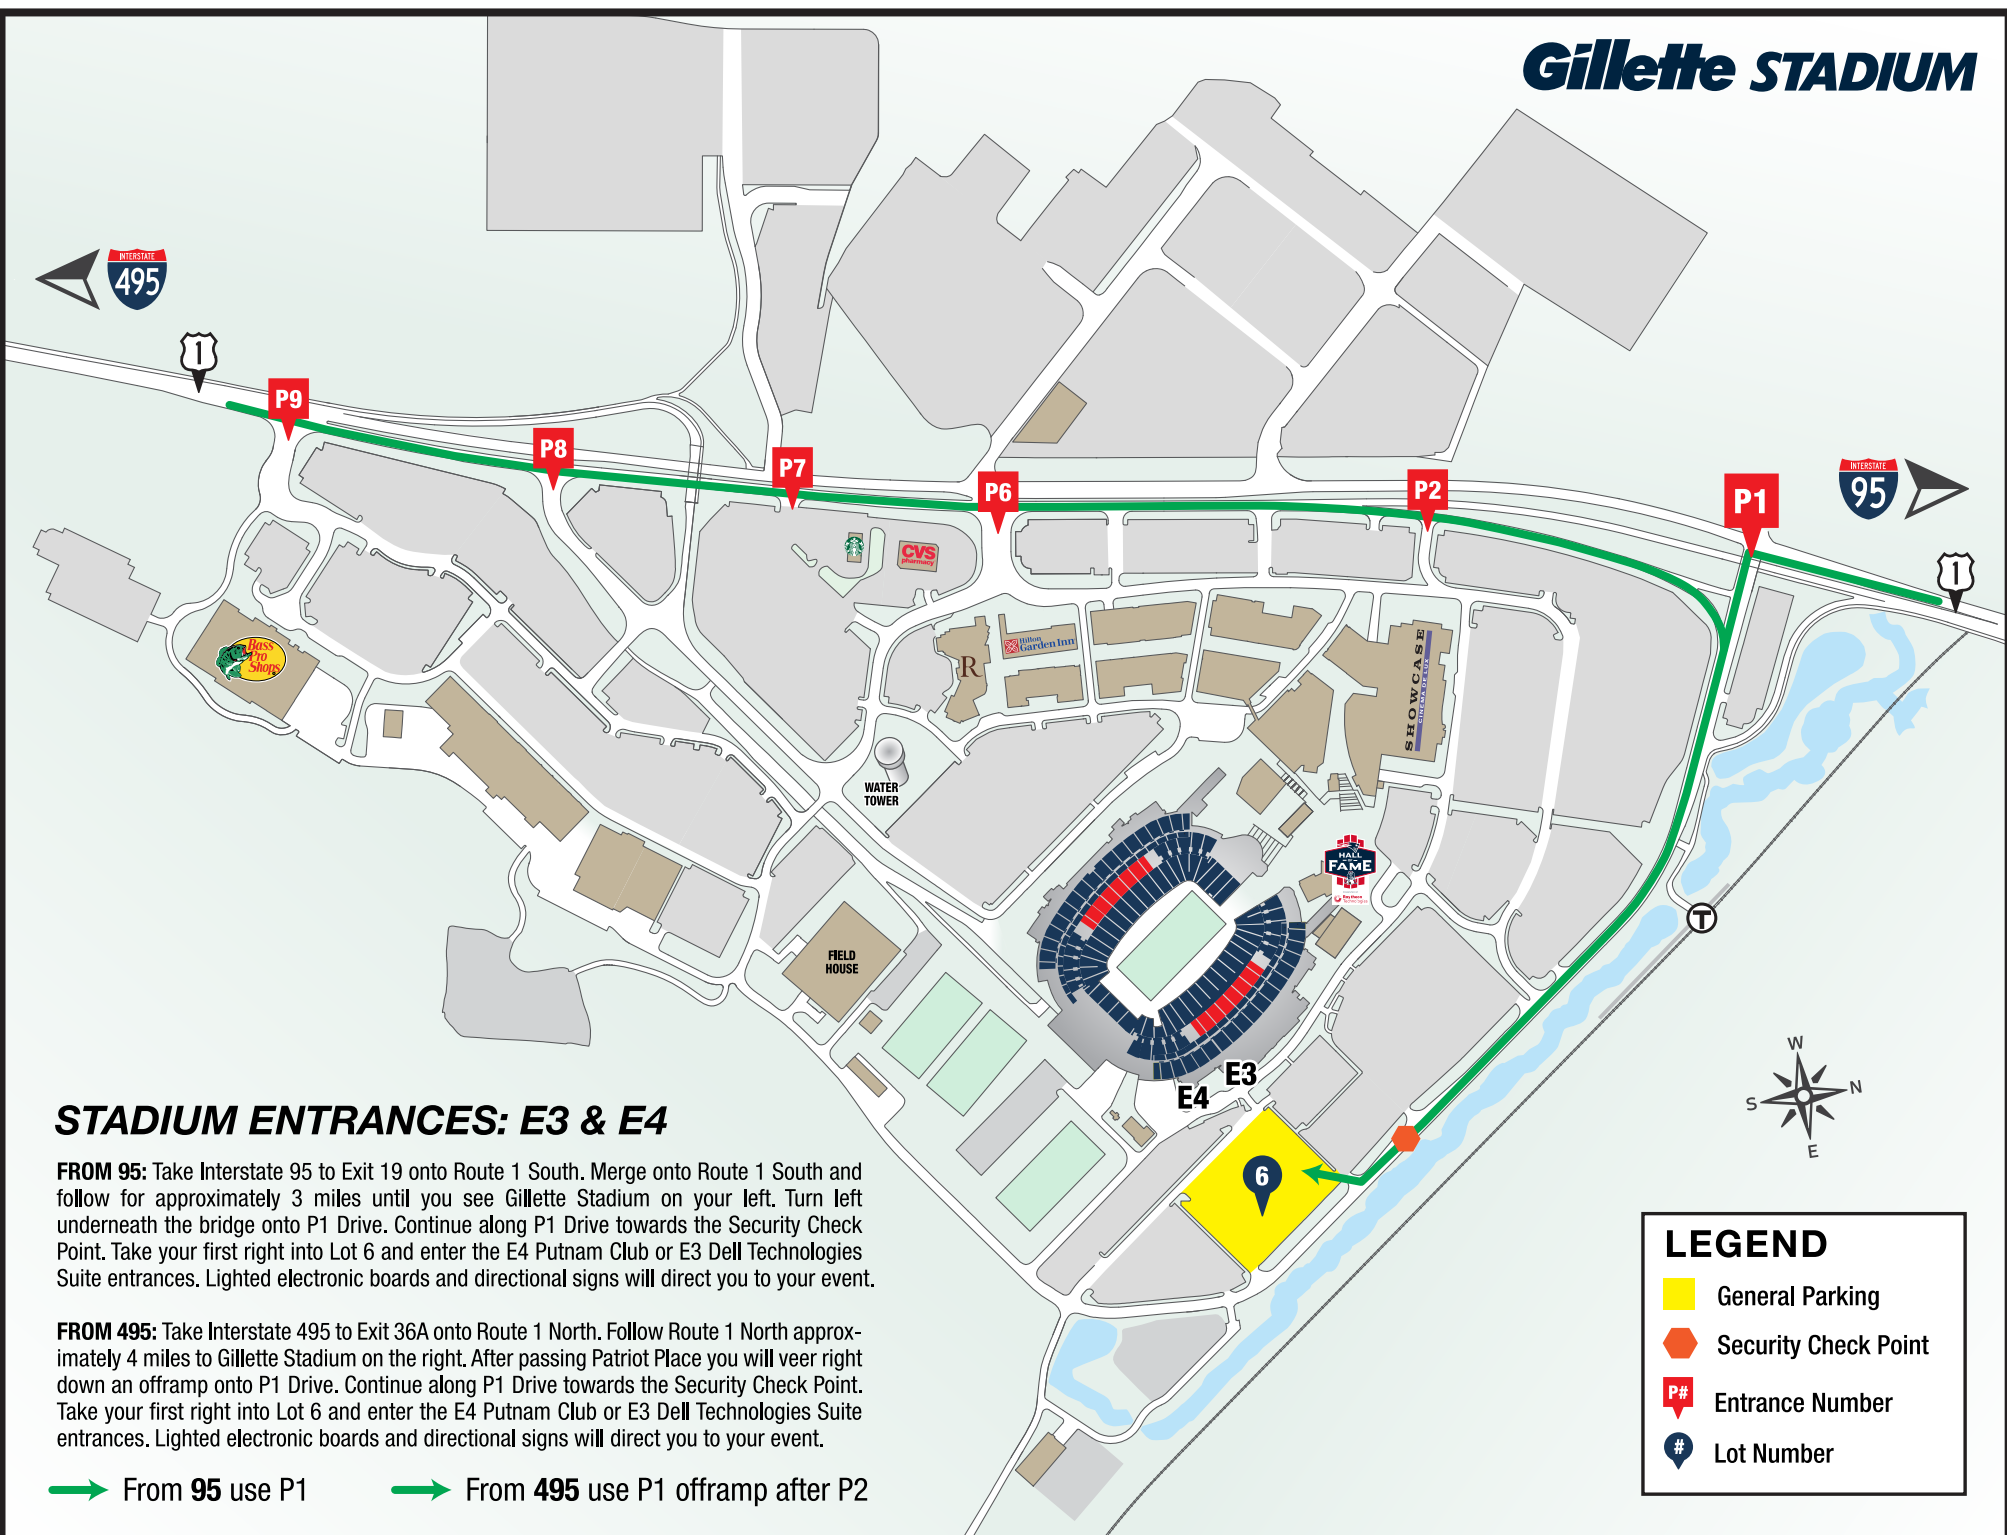 Gillette STADIUM
INTERSTATE
495
1
P9
P8
P7
P6
P2
P1
INTERSTATE
95
1
CVS
pharmacy
Bass
Pro
Shops
R
Hilton
Garden Inn
SHOWCASE
CINEMA DE LUX
WATER
TOWER
HALL
OF
FAME
Raytheon
Technologies
T
FIELD
HOUSE
E3
E4
6
W
N
S
E
STADIUM ENTRANCES: E3 & E4
FROM 95: Take Interstate 95 to Exit 19 onto Route 1 South. Merge onto Route 1 South and
follow for approximately 3 miles until you see Gillette Stadium on your left. Turn left
underneath the bridge onto P1 Drive. Continue along P1 Drive towards the Security Check
Point. Take your first right into Lot 6 and enter the E4 Putnam Club or E3 Dell Technologies
Suite entrances. Lighted electronic boards and directional signs will direct you to your event.
FROM 495: Take Interstate 495 to Exit 36A onto Route 1 North. Follow Route 1 North approx-
imately 4 miles to Gillette Stadium on the right. After passing Patriot Place you will veer right
down an offramp onto P1 Drive. Continue along P1 Drive towards the Security Check Point.
Take your first right into Lot 6 and enter the E4 Putnam Club or E3 Dell Technologies Suite
entrances. Lighted electronic boards and directional signs will direct you to your event.
From 95 use P1
From 495 use P1 offramp after P2
LEGEND
General Parking
Security Check Point
P# Entrance Number
# Lot Number